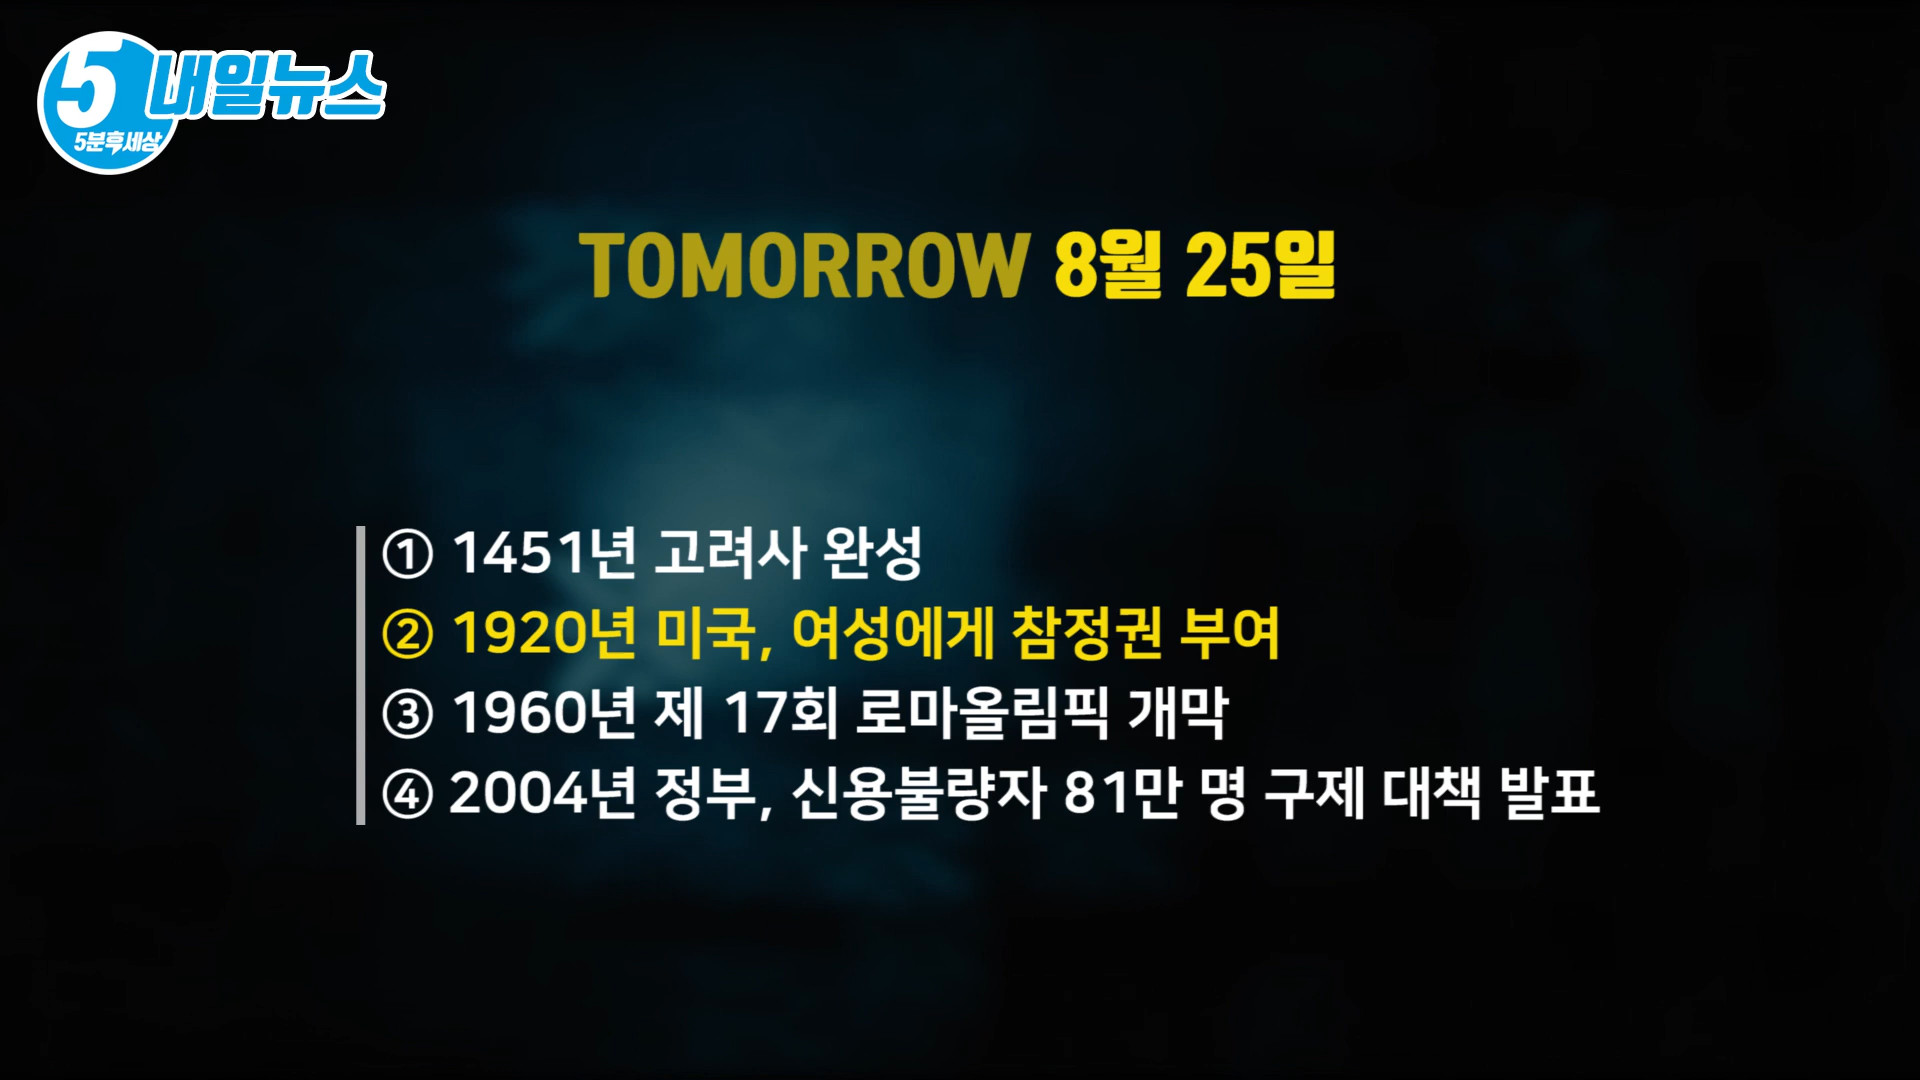 5 내일뉴스
5분후세상
TOMORROW 8월 25일
① 1451년 고려사 완성
② 1920년 미국, 여성에게 참정권 부여
③ 1960년 제 17회 로마올림픽 개막
④ 2004년 정부, 신용불량자 81만 명 구제 대책 발표